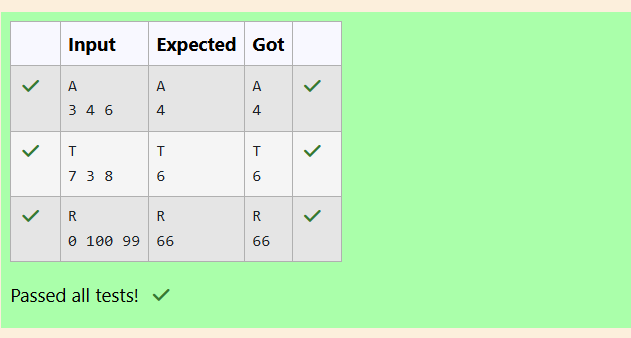 Input Expected Got
A A A
3 4 6 4 4
T T T
7 3 8 6 6
R R R
0 100 99 66 66
Passed all tests!